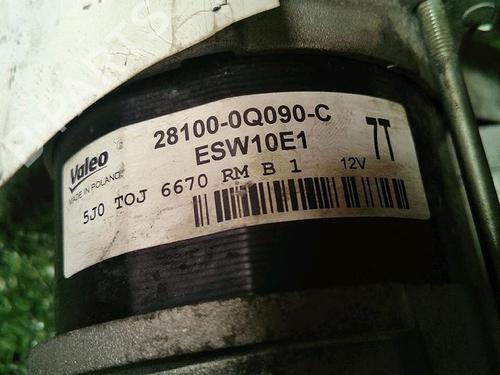 Valeo
MADE IN POLAND
28100-0Q090-C
ESW10E1
7T
12V
5J0 TOJ 6670 RM B 1